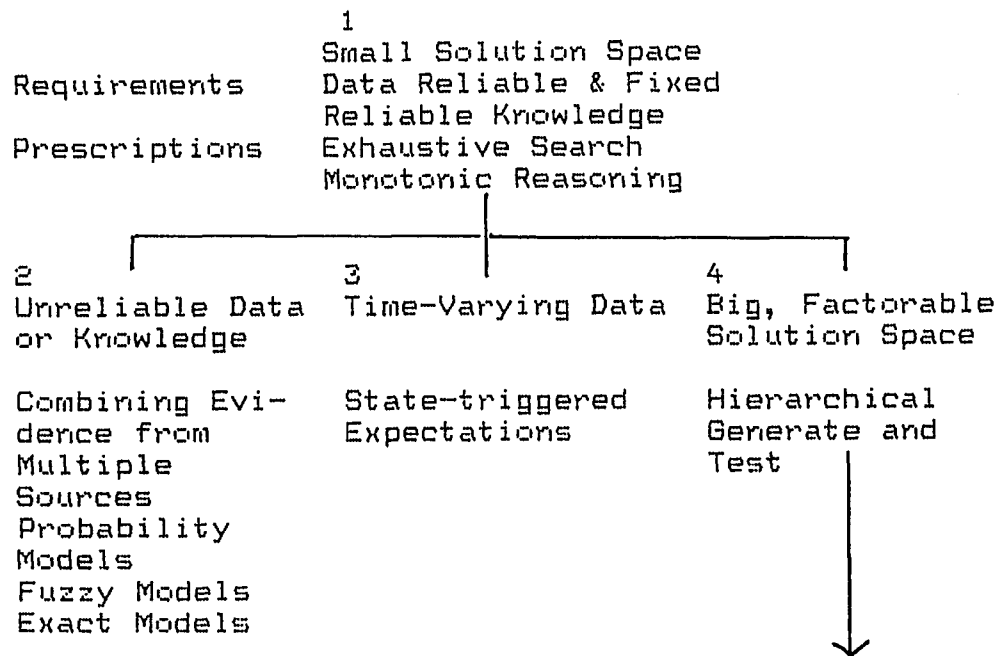 1
Small Solution Space
Requirements Data Reliable & Fixed
Reliable Knowledge
Prescriptions Exhaustive Search
Monotonic Reasoning
2
Unreliable Data
or Knowledge
Combining Evi-
dence from
Multiple
Sources
Probability
Models
Fuzzy Models
Exact Models
3
Time-Varying Data
State-triggered
Expectations
4
Big, Factorable
Solution Space
Hierarchical
Generate and
Test